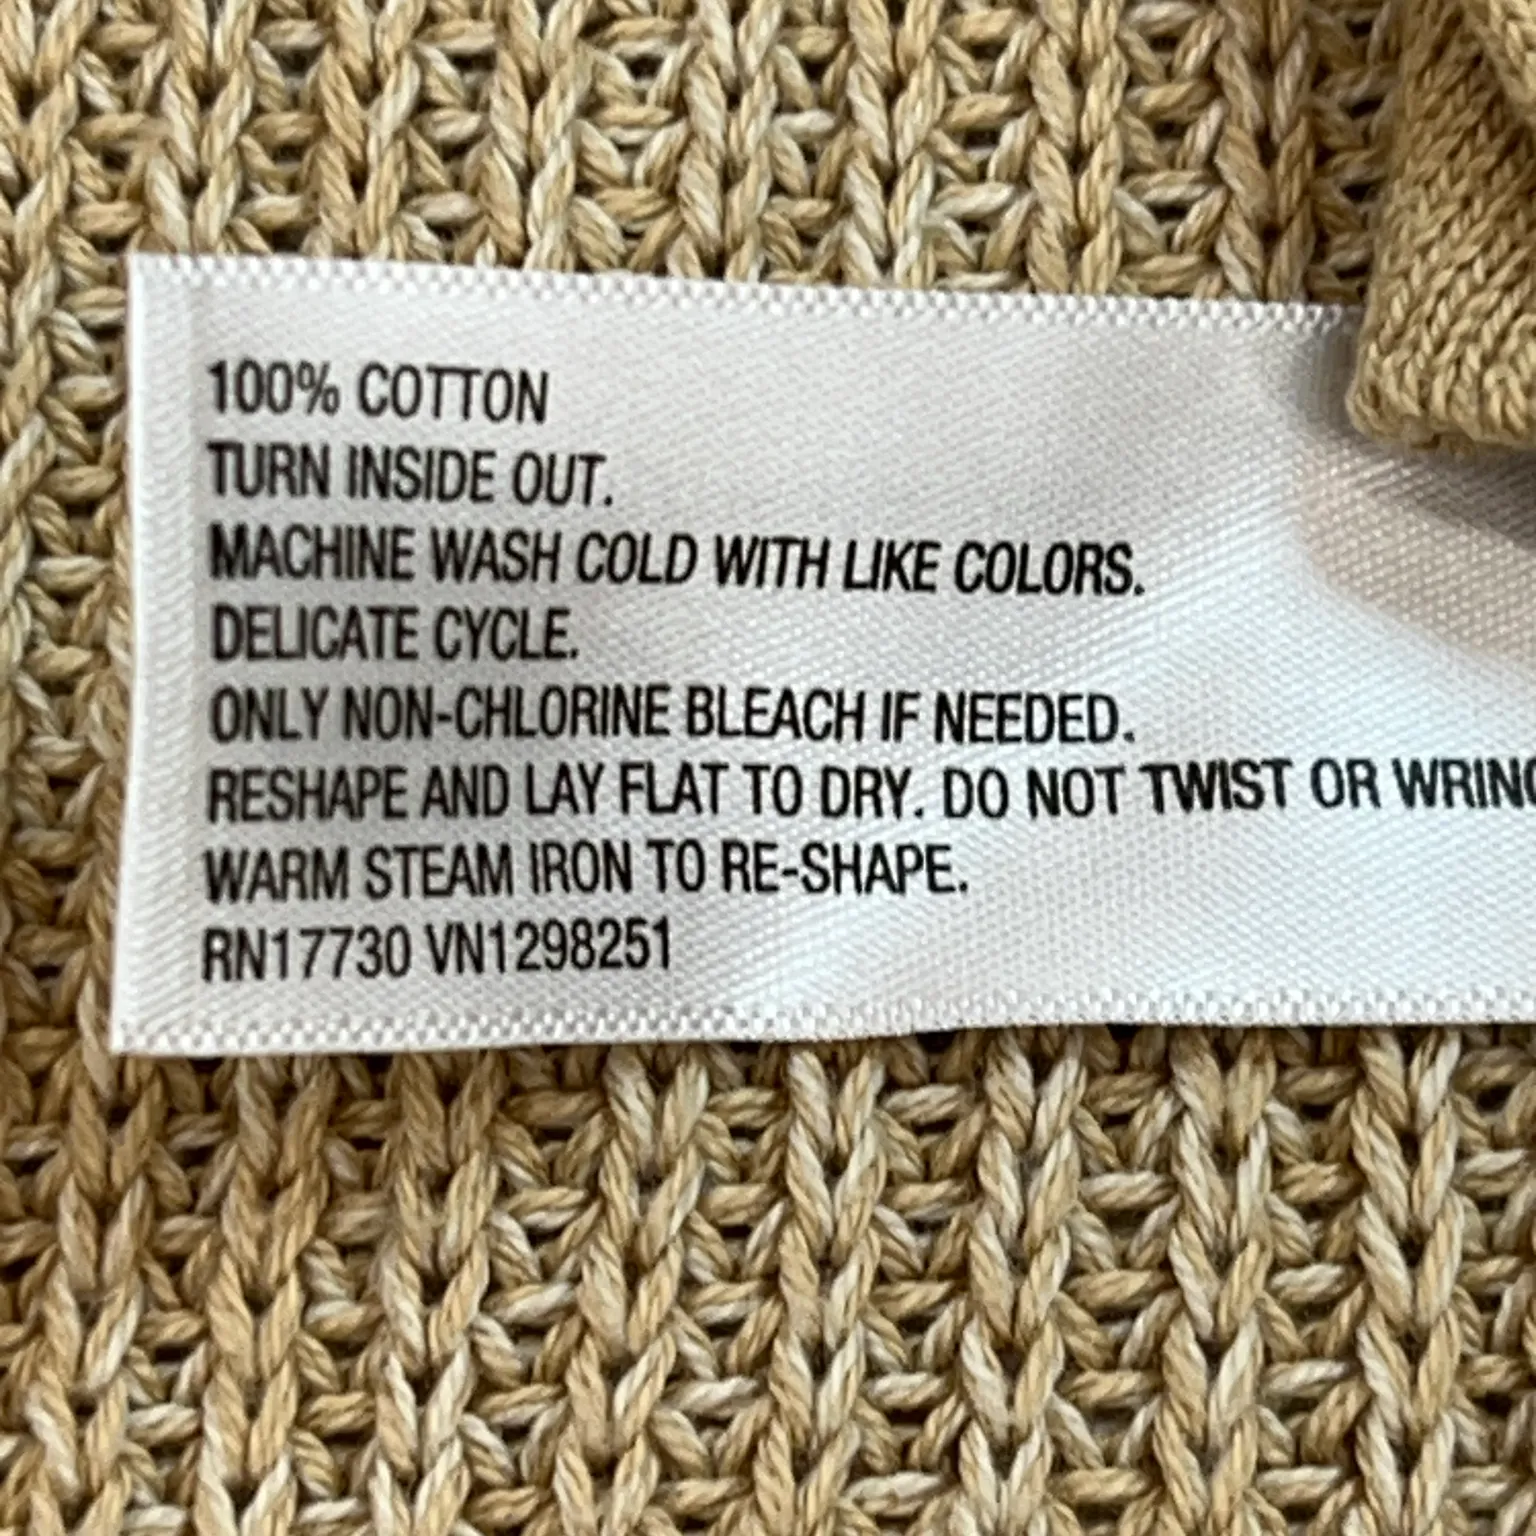 100% COTTON
TURN INSIDE OUT.
MACHINE WASH COLD WITH LIKE COLORS.
DELICATE CYCLE.
ONLY NON-CHLORINE BLEACH IF NEEDED.
RESHAPE AND LAY FLAT TO DRY. DO NOT TWIST OR WRING
WARM STEAM IRON TO RE-SHAPE.
RN17730 VN1298251